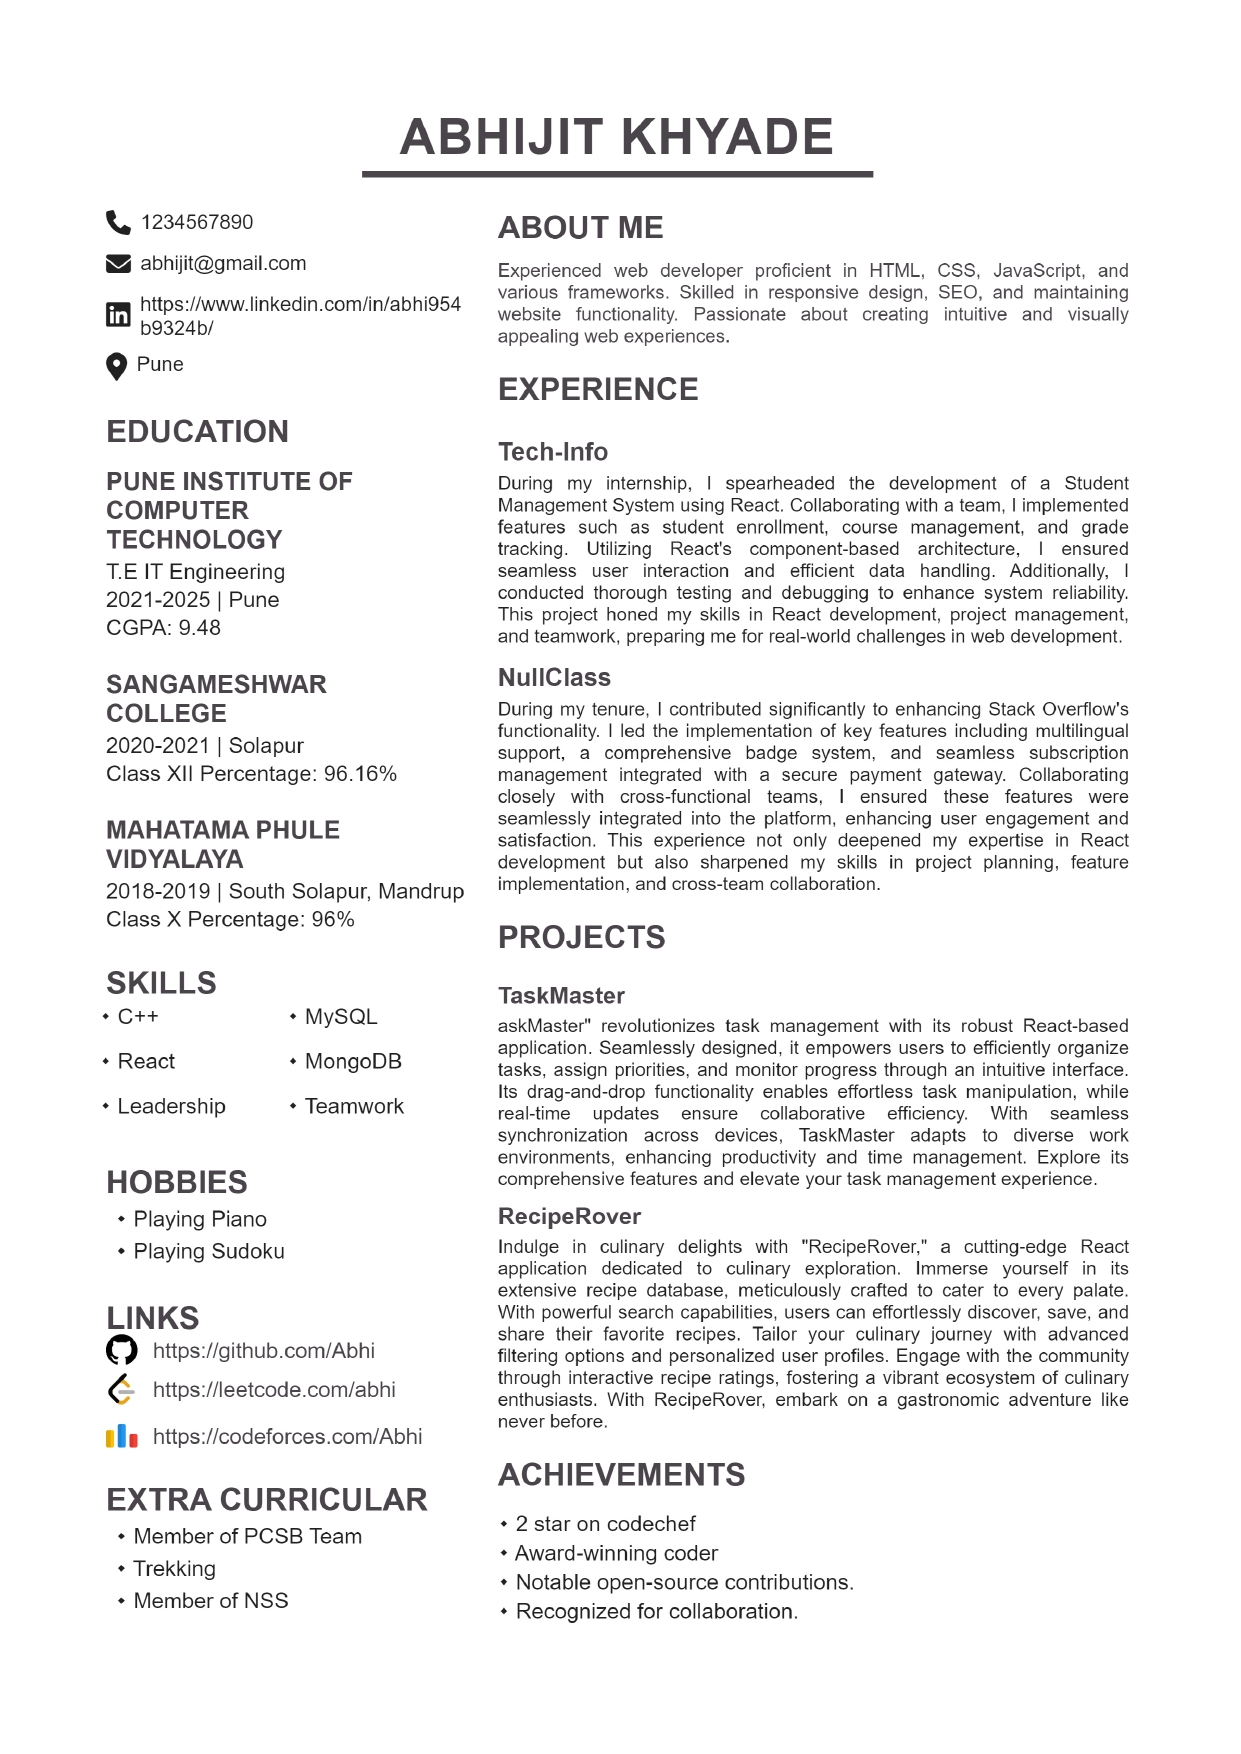 ABHIJIT KHYADE
1234567890
abhijit@gmail.com
https://www.linkedin.com/in/abhi954
b9324b/
Pune
EDUCATION
PUNE INSTITUTE OF
COMPUTER
TECHNOLOGY
T.E IT Engineering
2021-2025 | Pune
CGPA: 9.48
SANGAMESHWAR
COLLEGE
2020-2021 | Solapur
Class XII Percentage: 96.16%
MAHATAMA PHULE
VIDYALAYA
2018-2019 | South Solapur, Mandrup
Class X Percentage: 96%
SKILLS
• C++
• MySQL
• React
• MongoDB
• Leadership
• Teamwork
HOBBIES
• Playing Piano
• Playing Sudoku
LINKS
https://github.com/Abhi
https://leetcode.com/abhi
https://codeforces.com/Abhi
EXTRA CURRICULAR
• Member of PCSB Team
• Trekking
• Member of NSS
ABOUT ME
Experienced web developer proficient in HTML, CSS, JavaScript, and
various frameworks. Skilled in responsive design, SEO, and maintaining
website functionality. Passionate about creating intuitive and visually
appealing web experiences.
EXPERIENCE
Tech-Info
During my internship, I spearheaded the development of a Student
Management System using React. Collaborating with a team, I implemented
features such as student enrollment, course management, and grade
tracking. Utilizing React's component-based architecture, I ensured
seamless user interaction and efficient data handling. Additionally, I
conducted thorough testing and debugging to enhance system reliability.
This project honed my skills in React development, project management,
and teamwork, preparing me for real-world challenges in web development.
NullClass
During my tenure, I contributed significantly to enhancing Stack Overflow's
functionality. I led the implementation of key features including multilingual
support, a comprehensive badge system, and seamless subscription
management integrated with a secure payment gateway. Collaborating
closely with cross-functional teams, I ensured these features were
seamlessly integrated into the platform, enhancing user engagement and
satisfaction. This experience not only deepened my expertise in React
development but also sharpened my skills in project planning, feature
implementation, and cross-team collaboration.
PROJECTS
TaskMaster
askMaster" revolutionizes task management with its robust React-based
application. Seamlessly designed, it empowers users to efficiently organize
tasks, assign priorities, and monitor progress through an intuitive interface.
Its drag-and-drop functionality enables effortless task manipulation, while
real-time updates ensure collaborative efficiency. With seamless
synchronization across devices, TaskMaster adapts to diverse work
environments, enhancing productivity and time management. Explore its
comprehensive features and elevate your task management experience.
RecipeRover
Indulge in culinary delights with "RecipeRover," a cutting-edge React
application dedicated to culinary exploration. Immerse yourself in its
extensive recipe database, meticulously crafted to cater to every palate.
With powerful search capabilities, users can effortlessly discover, save, and
share their favorite recipes. Tailor your culinary journey with advanced
filtering options and personalized user profiles. Engage with the community
through interactive recipe ratings, fostering a vibrant ecosystem of culinary
enthusiasts. With RecipeRover, embark on a gastronomic adventure like
never before.
ACHIEVEMENTS
• 2 star on codechef
• Award-winning coder
• Notable open-source contributions.
• Recognized for collaboration.